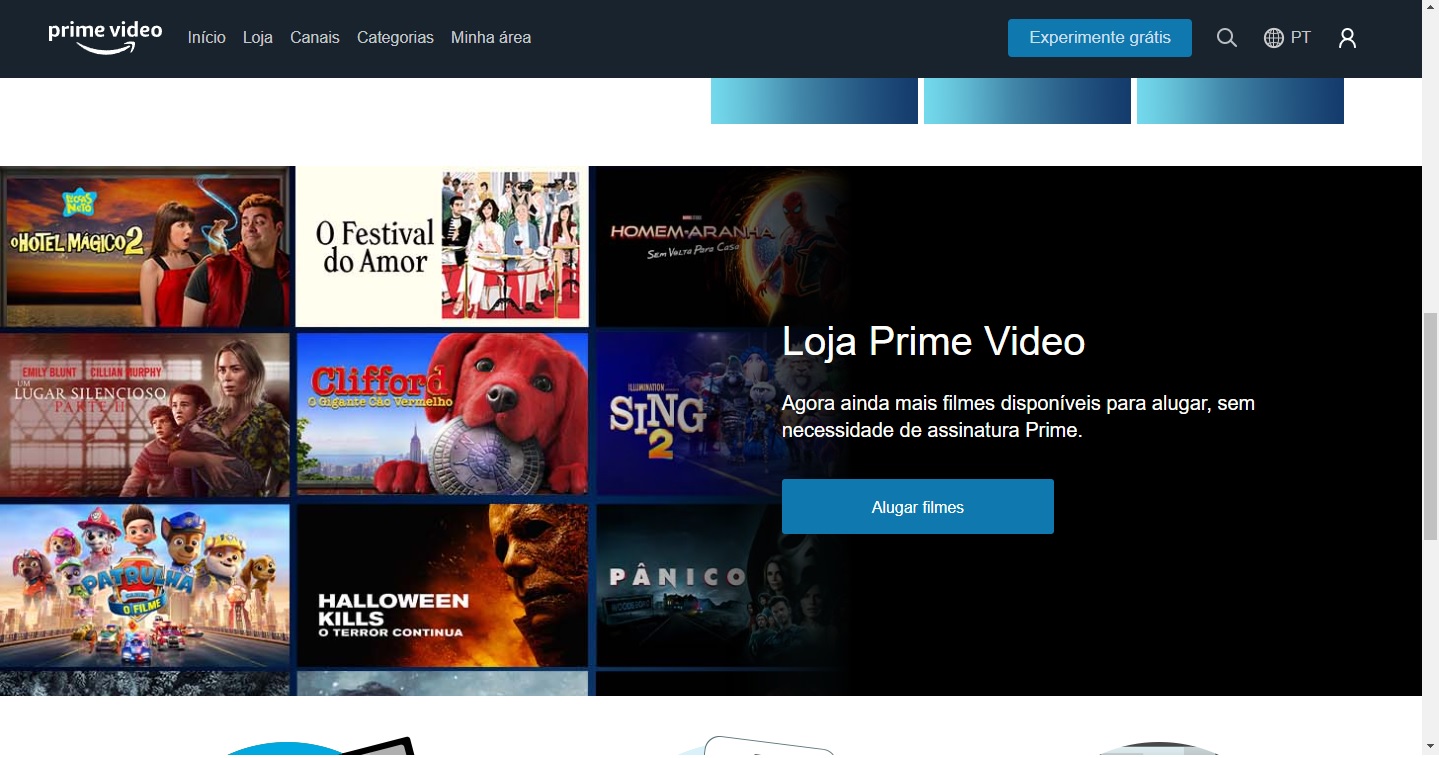 prime video
Início Loja Canais Categorias Minha área
Experimente grátis
PT
LUCCAS
NETO
O HOTEL MÁGICO 2
O Festival
do Amor
HOMEM-ARANHA
SEM VOLTA PARA CASA
EMILY BLUNT CILLIAN MURPHY
UM
LUGAR SILENCIOSO
PARTE II
Clifford
O Gigante Cão Vermelho
ILLUMINATION
SING
2
PATRULHA
CANINA
O FILME
HALLOWEEN
KILLS
O TERROR CONTINUA
PÂNICO
WOODSBORO
Loja Prime Video
Agora ainda mais filmes disponíveis para alugar, sem
necessidade de assinatura Prime.
Alugar filmes